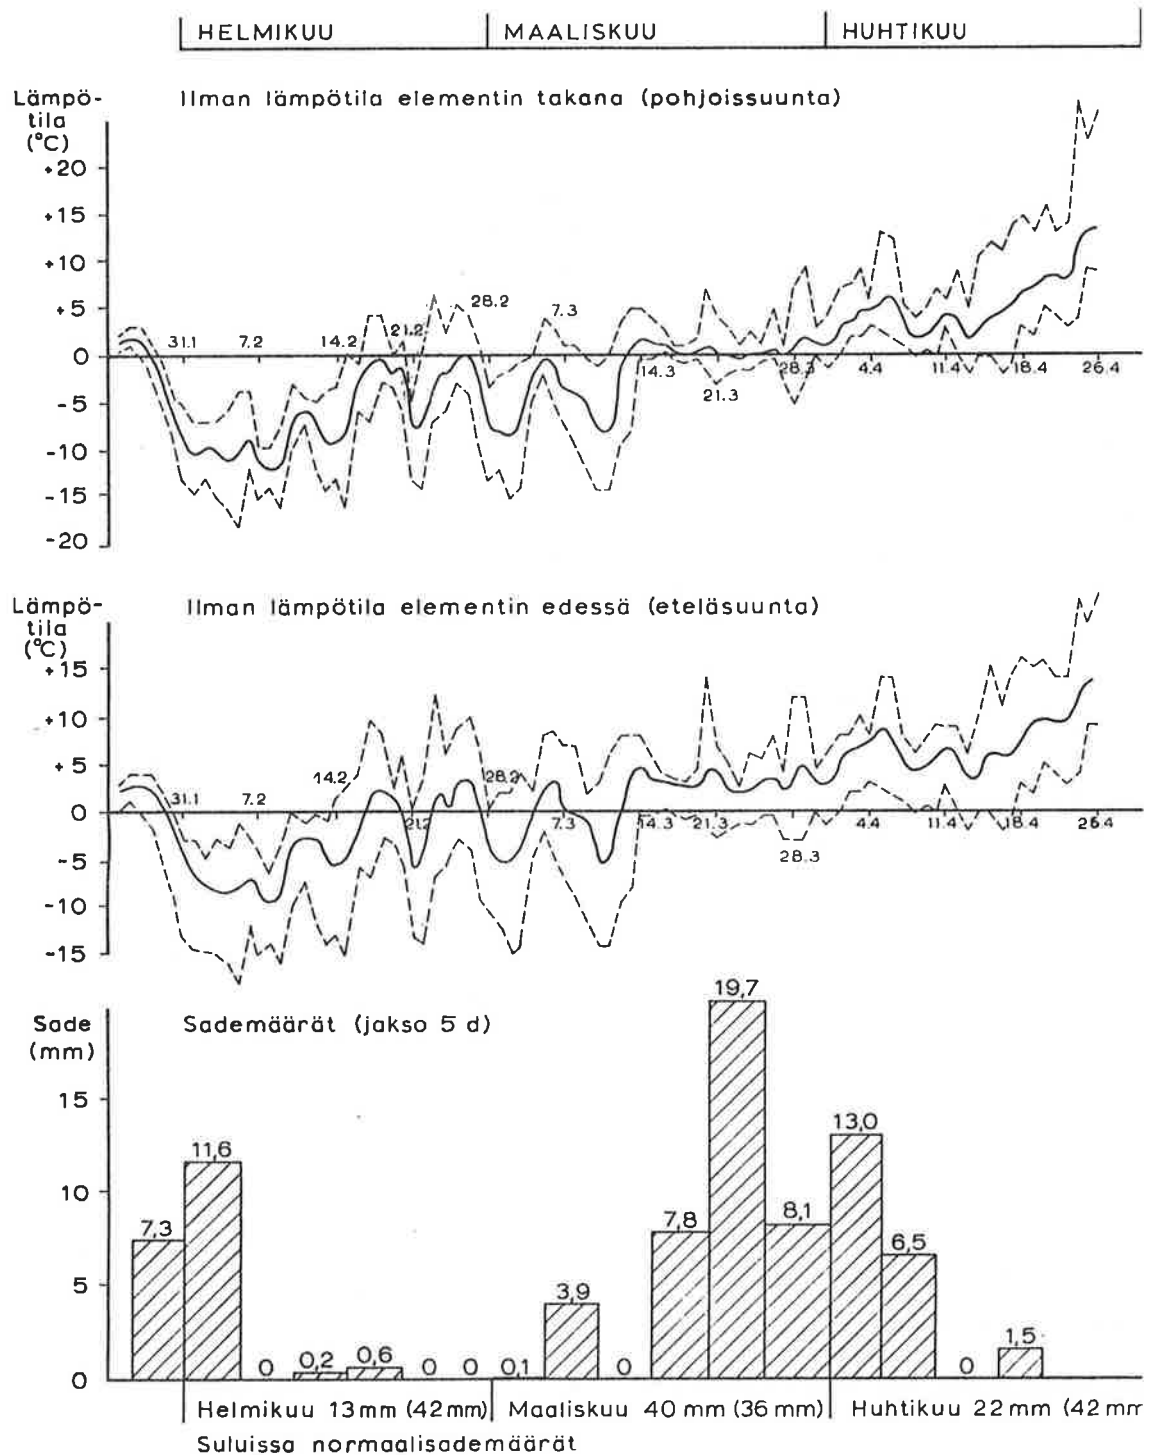 HELMIKUU MAALISKUU HUHTIKUU
Lämpö-
tila
(°C)
Ilman lämpötila elementin takana (pohjoissuunta)
+20
+15
+10
+5
0
-5
-10
-15
-20
31.1 7.2 14.2 21.2 28.2 7.3 14.3 21.3 28.3 4.4 11.4 18.4 26.4
Lämpö-
tila
(°C)
Ilman lämpötila elementin edessä (eteläsuunta)
+15
+10
+5
0
-5
-10
-15
31.1 7.2 14.2 21.2 28.2 7.3 14.3 21.3 28.3 4.4 11.4 18.4 26.4
Sade
(mm)
Sademäärät (jakso 5 d)
15
10
5
0
7,3 11,6 0 0,2 0,6 0 0 0,1 3,9 0 7,8 19,7 8,1 13,0 6,5 0 1,5
Helmikuu 13mm (42mm) Maaliskuu 40 mm (36 mm) Huhtikuu 22 mm (42 mm
Suluissa normaalisademäärät